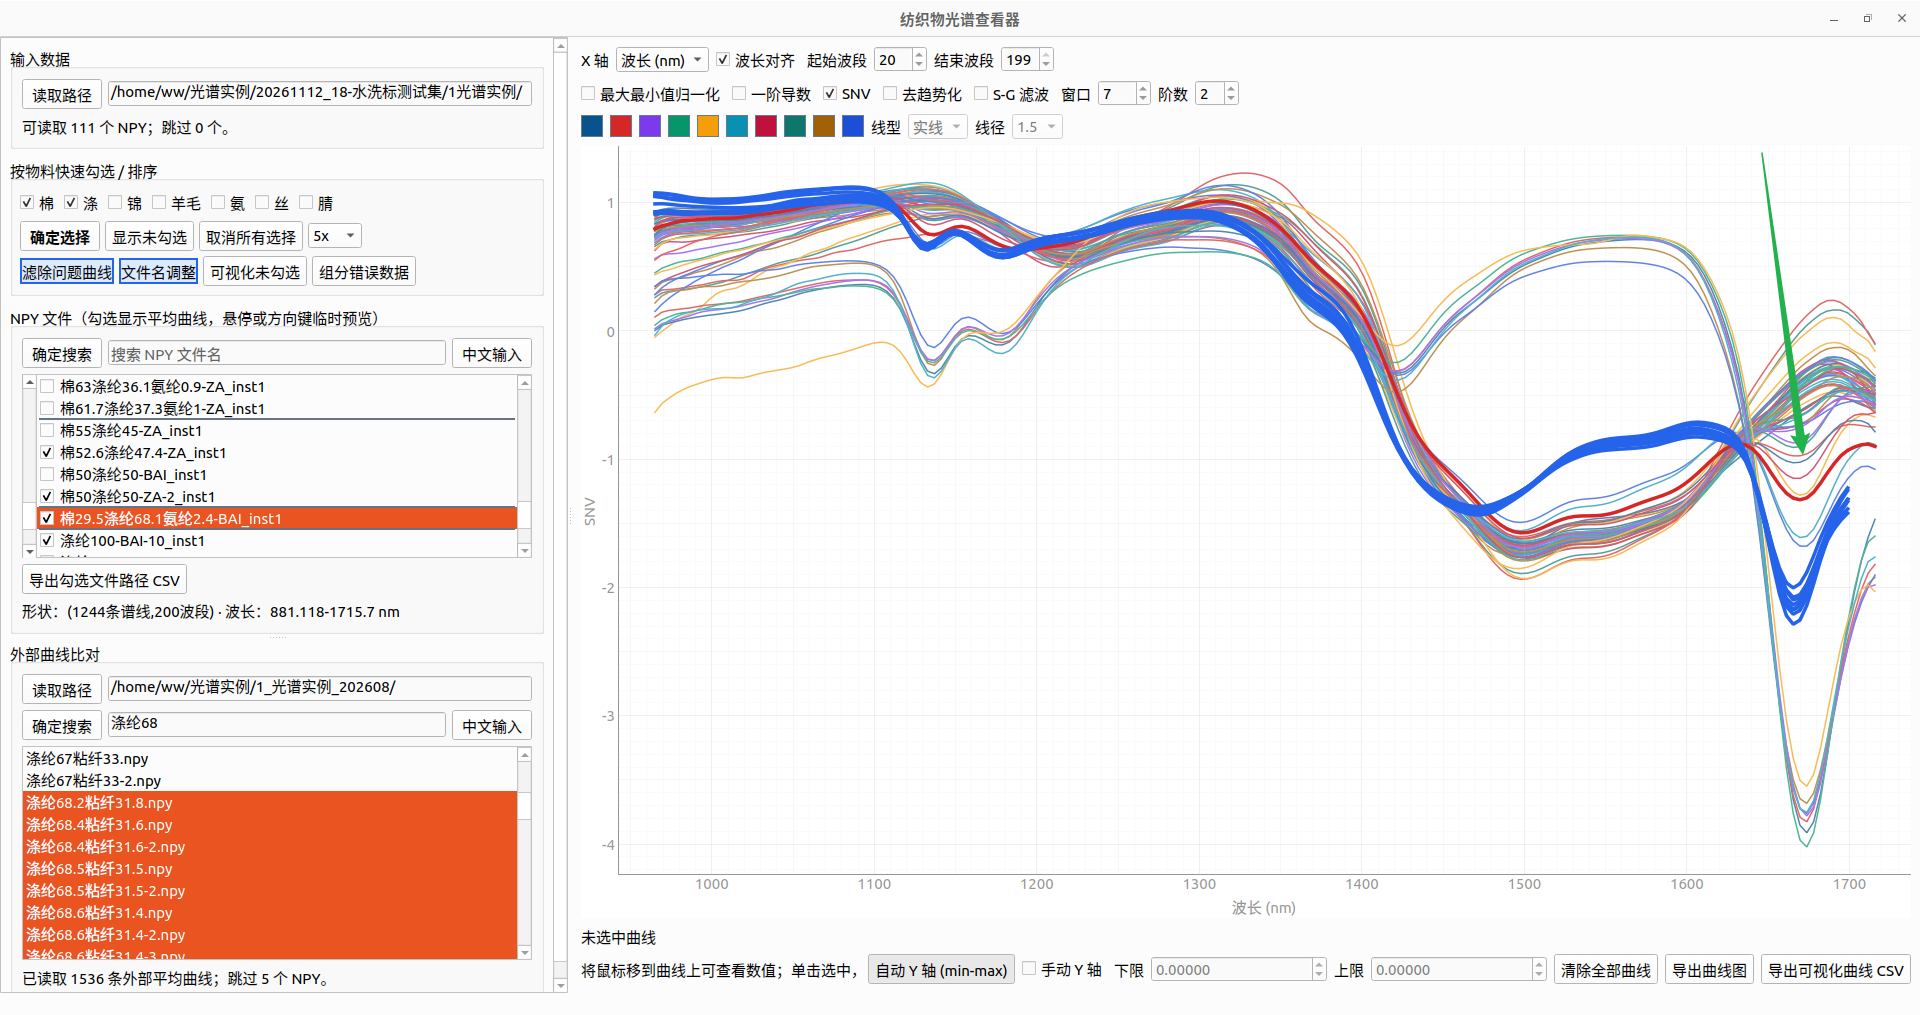 纺织物光谱查看器
输入数据
读取路径 /home/ww/光谱实例/20261112_18-水洗标测试集/1光谱实例/
可读取 111 个 NPY；跳过 0 个。
按物料快速勾选 / 排序
棉 涤 锦 羊毛 氨 丝 腈
确定选择 显示未勾选 取消所有选择 5x
滤除问题曲线 文件名调整 可视化未勾选 组分错误数据
NPY 文件（勾选显示平均曲线，悬停或方向键临时预览）
确定搜索 搜索 NPY 文件名 中文输入
棉63涤纶36.1氨纶0.9-ZA_inst1
棉61.7涤纶37.3氨纶1-ZA_inst1
棉55涤纶45-ZA_inst1
棉52.6涤纶47.4-ZA_inst1
棉50涤纶50-BAI_inst1
棉50涤纶50-ZA-2_inst1
棉29.5涤纶68.1氨纶2.4-BAI_inst1
涤纶100-BAI-10_inst1
导出勾选文件路径 CSV
形状：(1244条谱线,200波段) · 波长：881.118-1715.7 nm
外部曲线比对
读取路径 /home/ww/光谱实例/1_光谱实例_202608/
确定搜索 涤纶68 中文输入
涤纶67粘纤33.npy
涤纶67粘纤33-2.npy
涤纶68.2粘纤31.8.npy
涤纶68.4粘纤31.6.npy
涤纶68.4粘纤31.6-2.npy
涤纶68.5粘纤31.5.npy
涤纶68.5粘纤31.5-2.npy
涤纶68.6粘纤31.4.npy
涤纶68.6粘纤31.4-2.npy
涤纶68.6粘纤31.4-3.npy
已读取 1536 条外部平均曲线；跳过 5 个 NPY。
X 轴 波长 (nm) 波长对齐 起始波段 20 结束波段 199
最大最小值归一化 一阶导数 SNV 去趋势化 S-G 滤波 窗口 7 阶数 2
线型 实线 线径 1.5
1
0
-1
-2
-3
-4
SNV
1000 1100 1200 1300 1400 1500 1600 1700
波长 (nm)
未选中曲线
将鼠标移到曲线上可查看数值；单击选中， 自动 Y 轴 (min-max) 手动 Y 轴 下限 0.00000 上限 0.00000 清除全部曲线 导出曲线图 导出可视化曲线 CSV